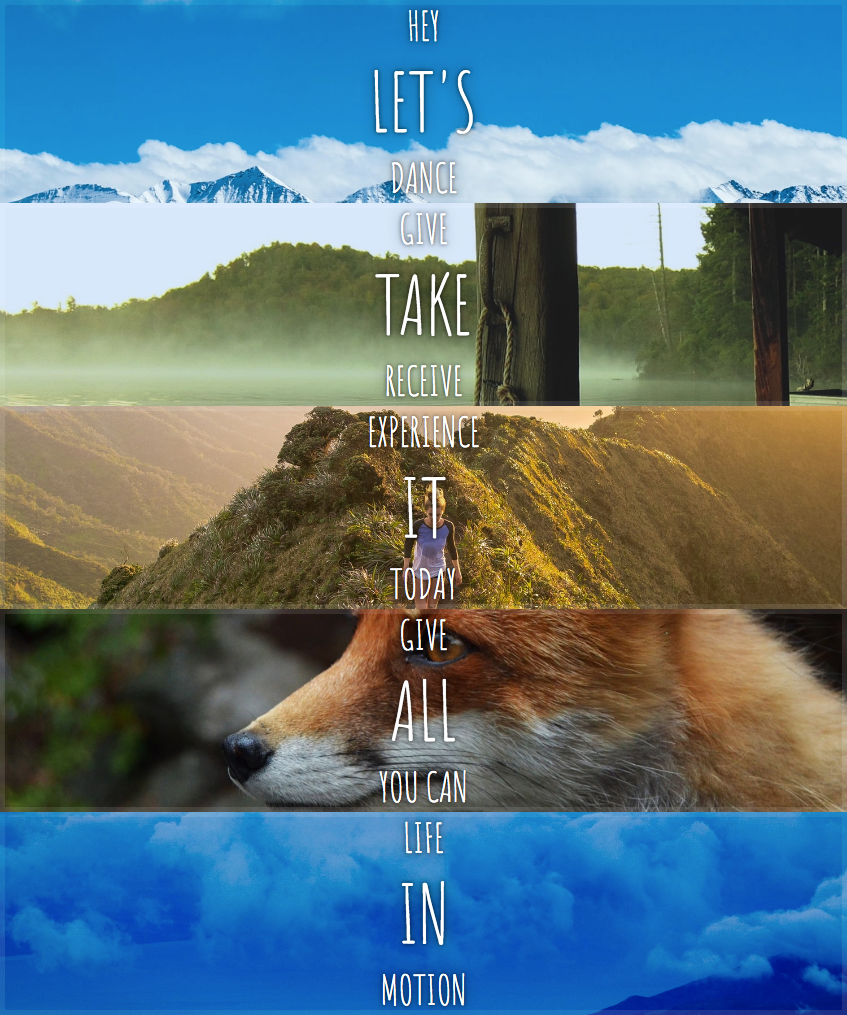 HEY
LET'S
DANCE
GIVE
TAKE
RECEIVE
EXPERIENCE
IT
TODAY
GIVE
ALL
YOU CAN
LIFE
IN
MOTION